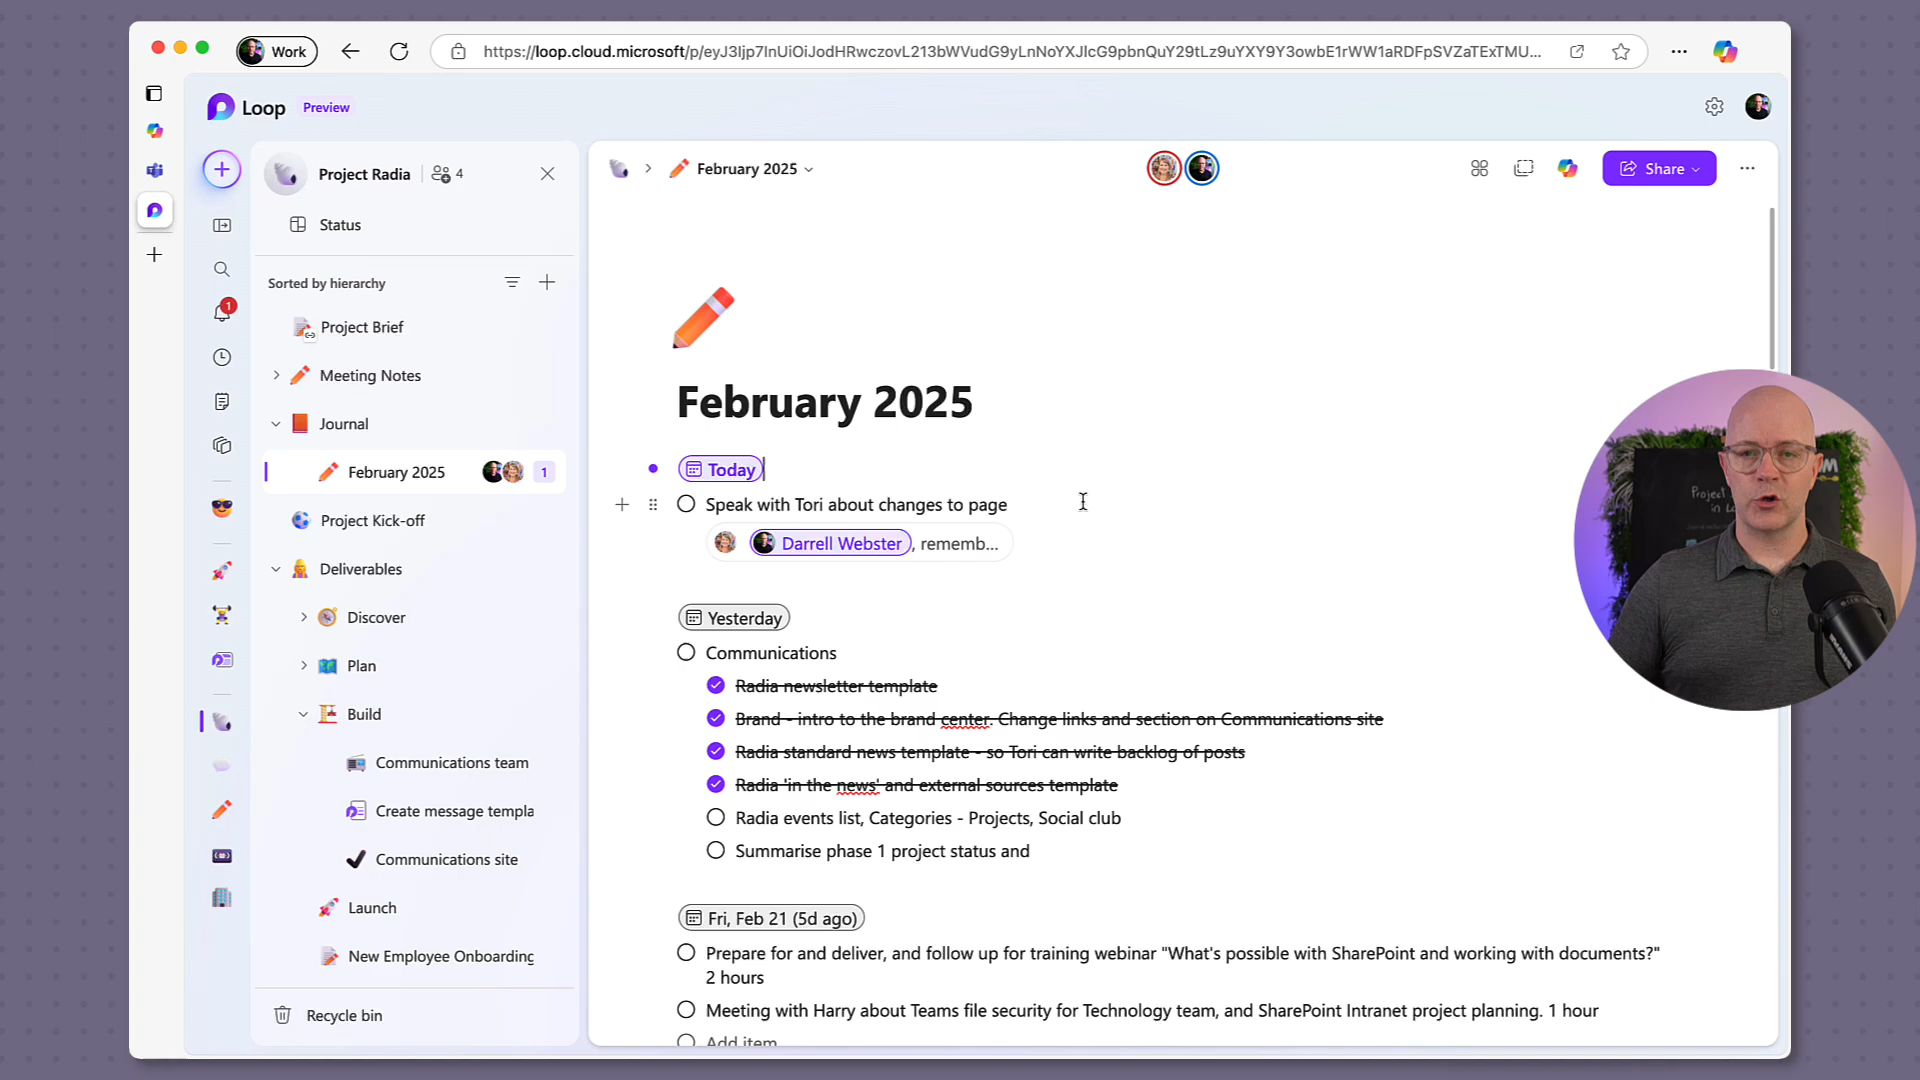 Work
https://loop.cloud.microsoft/p/eyJ3Ijp7InUiOiJodHRwczovL213bWVudG9yLnNoYXJlcG9pbnQuY29tLz9uYXY9Y3owbE1rWW1aRDFpSVZaTExTMU...
Loop Preview
Project Radia 4
February 2025
Share
Status
Sorted by hierarchy
1
Project Brief
Meeting Notes
Journal
February 2025 1
Project Kick-off
Deliverables
Discover
Plan
Build
Communications team
Create message templa
Communications site
Launch
New Employee Onboarding
Recycle bin
February 2025
Today
Speak with Tori about changes to page
Darrell Webster, rememb...
Yesterday
Communications
Radia newsletter template
Brand - intro to the brand center. Change links and section on Communications site
Radia standard news template - so Tori can write backlog of posts
Radia 'in the news' and external sources template
Radia events list, Categories - Projects, Social club
Summarise phase 1 project status and
Fri, Feb 21 (5d ago)
Prepare for and deliver, and follow up for training webinar "What's possible with SharePoint and working with documents?"
2 hours
Meeting with Harry about Teams file security for Technology team, and SharePoint Intranet project planning. 1 hour
Add item